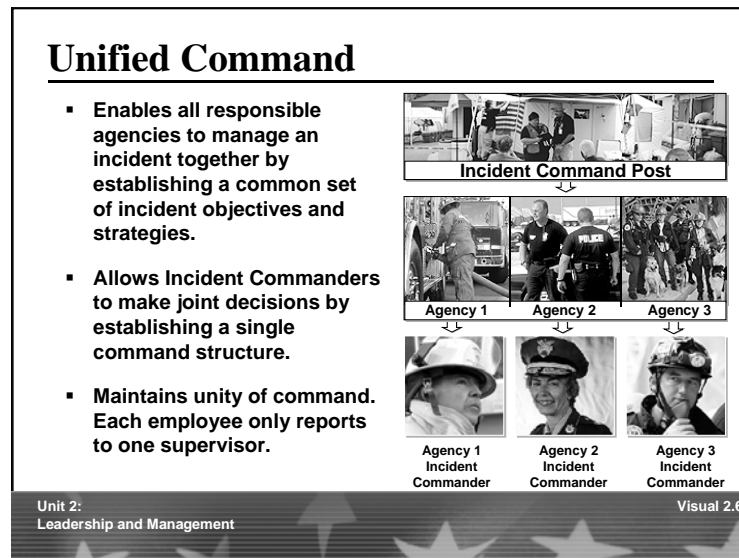 Unified Command
▪ Enables all responsible
agencies to manage an
incident together by
establishing a common set
of incident objectives and
strategies.
▪ Allows Incident Commanders
to make joint decisions by
establishing a single
command structure.
▪ Maintains unity of command.
Each employee only reports
to one supervisor.
Incident Command Post
POLICE
Agency 1 Agency 2 Agency 3
Agency 1
Incident
Commander
Agency 2
Incident
Commander
Agency 3
Incident
Commander
Unit 2:
Leadership and Management
Visual 2.6